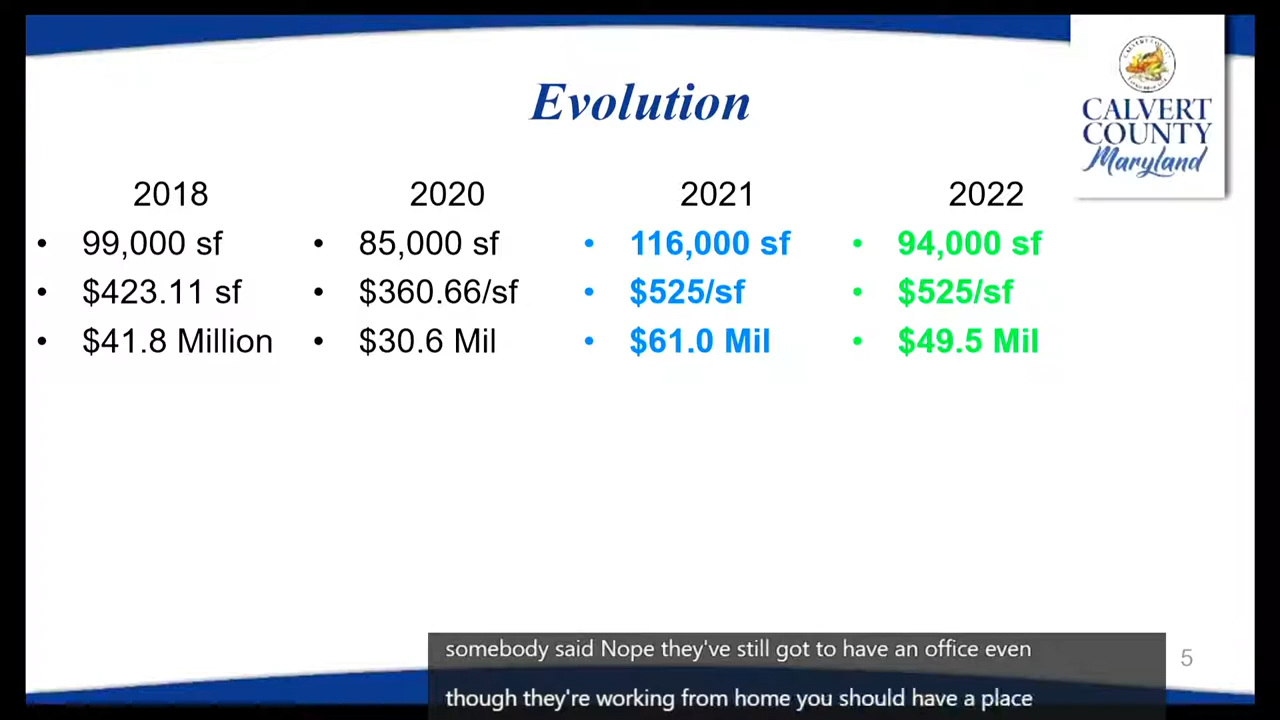 Evolution
CALVERT
COUNTY
Maryland
2018
• 99,000 sf
• $423.11 sf
• $41.8 Million
2020
• 85,000 sf
• $360.66/sf
• $30.6 Mil
2021
• 116,000 sf
• $525/sf
• $61.0 Mil
2022
• 94,000 sf
• $525/sf
• $49.5 Mil
somebody said Nope they've still got to have an office even
though they're working from home you should have a place
5